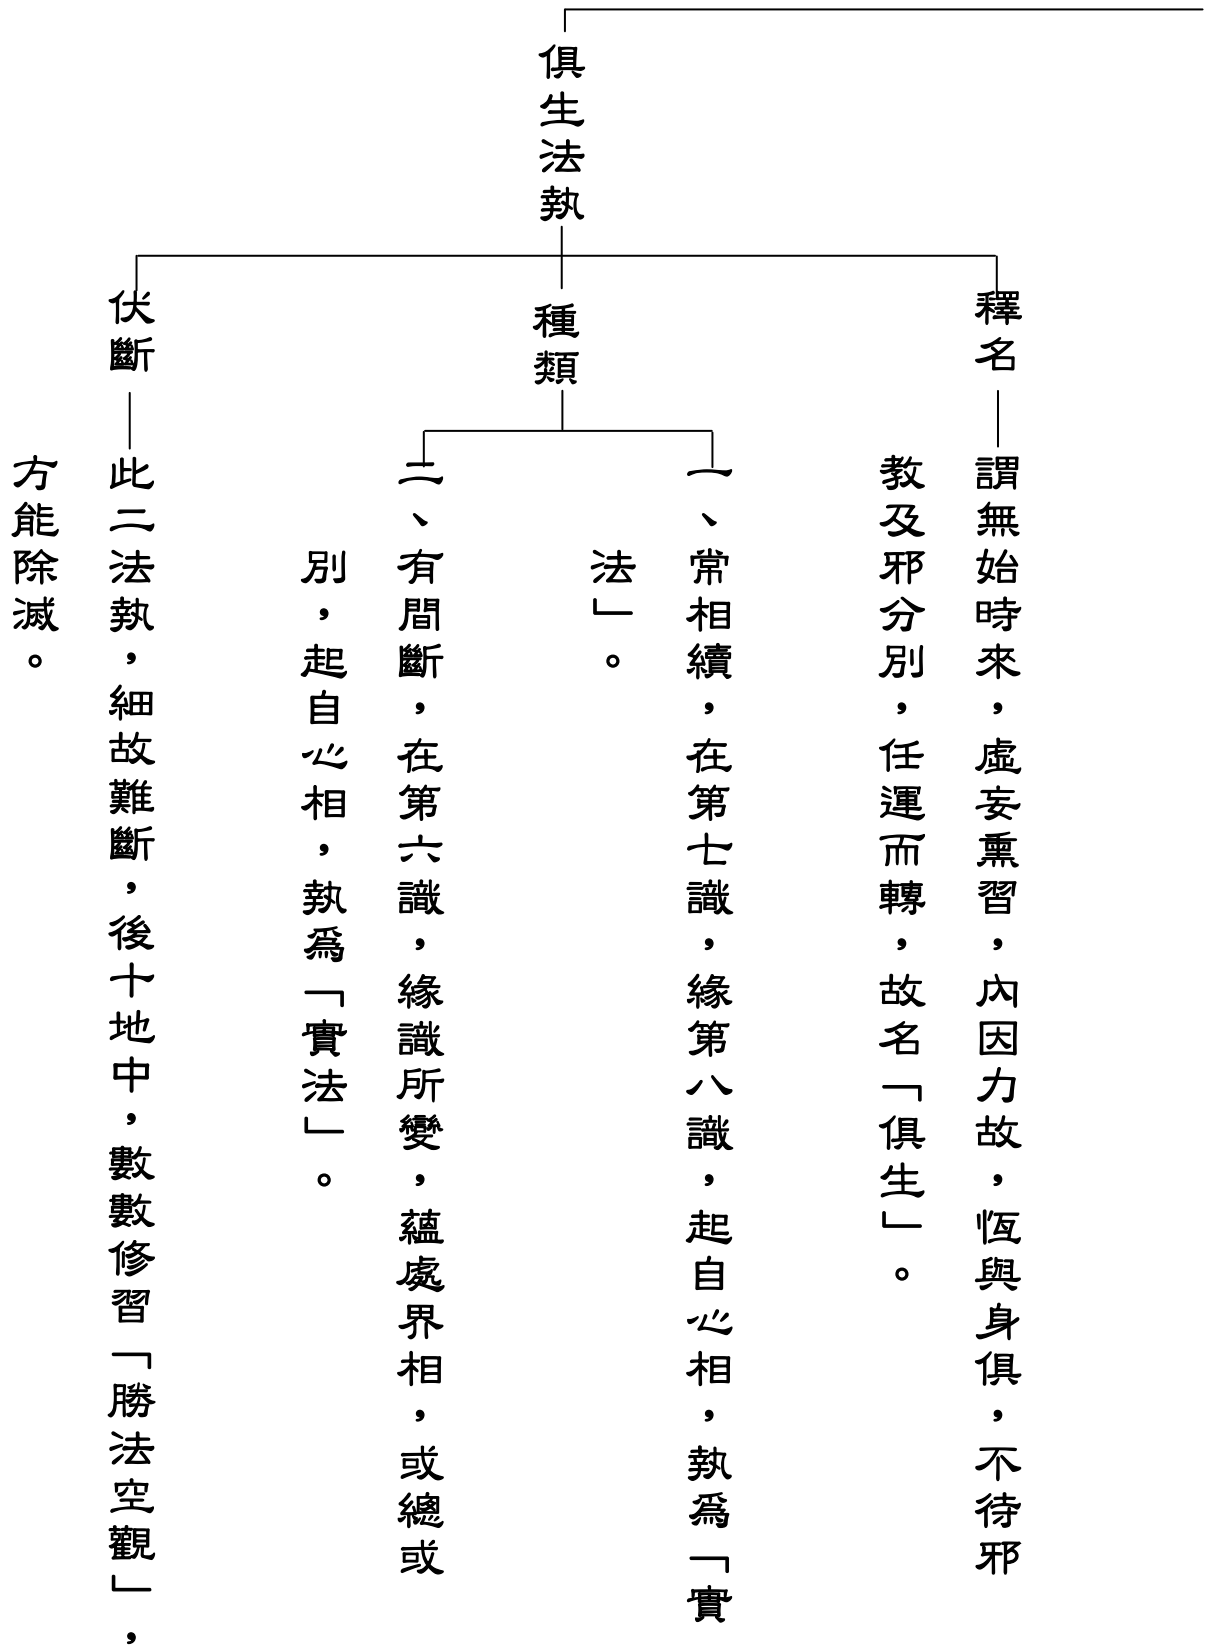 俱生法執
釋名
謂無始時來，虛妄熏習，內因力故，恆與身俱，不待邪
教及邪分別，任運而轉，故名「俱生」。
種類
一、常相續，在第七識，緣第八識，起自心相，執為「實
法」。
二、有間斷，在第六識，緣識所變，蘊處界相，或總或
別，起自心相，執為「實法」。
伏斷
此二法執，細故難斷，後十地中，數數修習「勝法空觀」，
方能除滅。